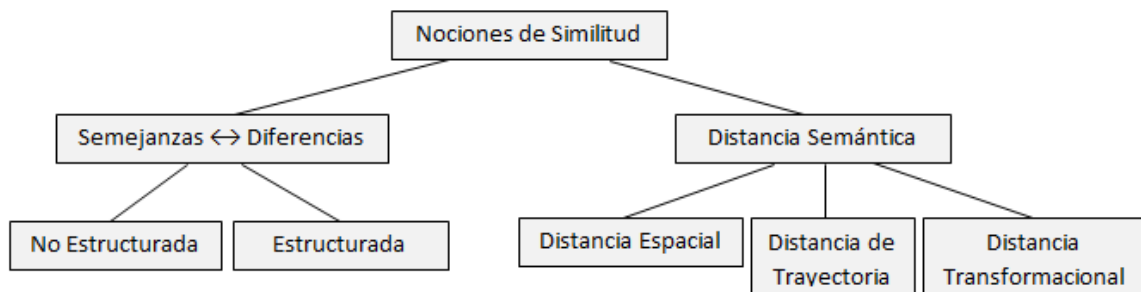 Nociones de Similitud
Semejanzas ↔ Diferencias
Distancia Semántica
No Estructurada
Estructurada
Distancia Espacial
Distancia de
Trayectoria
Distancia
Transformacional